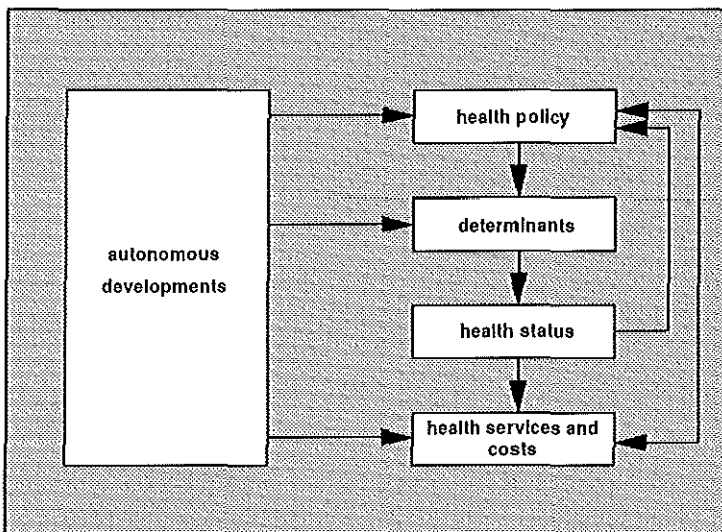 autonomous
developments
health policy
determinants
health status
health services and
costs